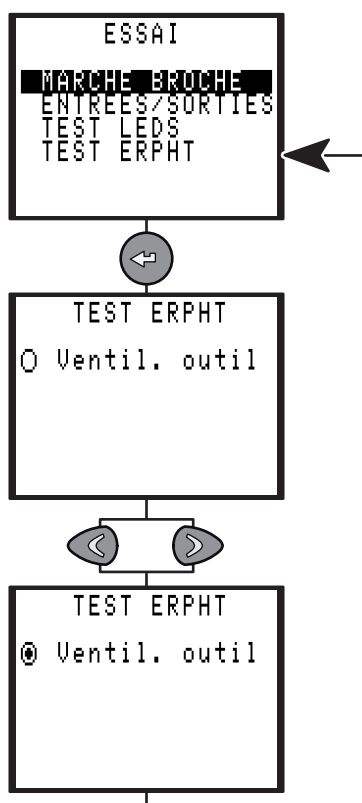 ESSAI
MARCHE BROCHE
ENTREES/SORTIES
TEST LEDS
TEST ERPHT
TEST ERPHT
Ventil. outil
TEST ERPHT
Ventil. outil